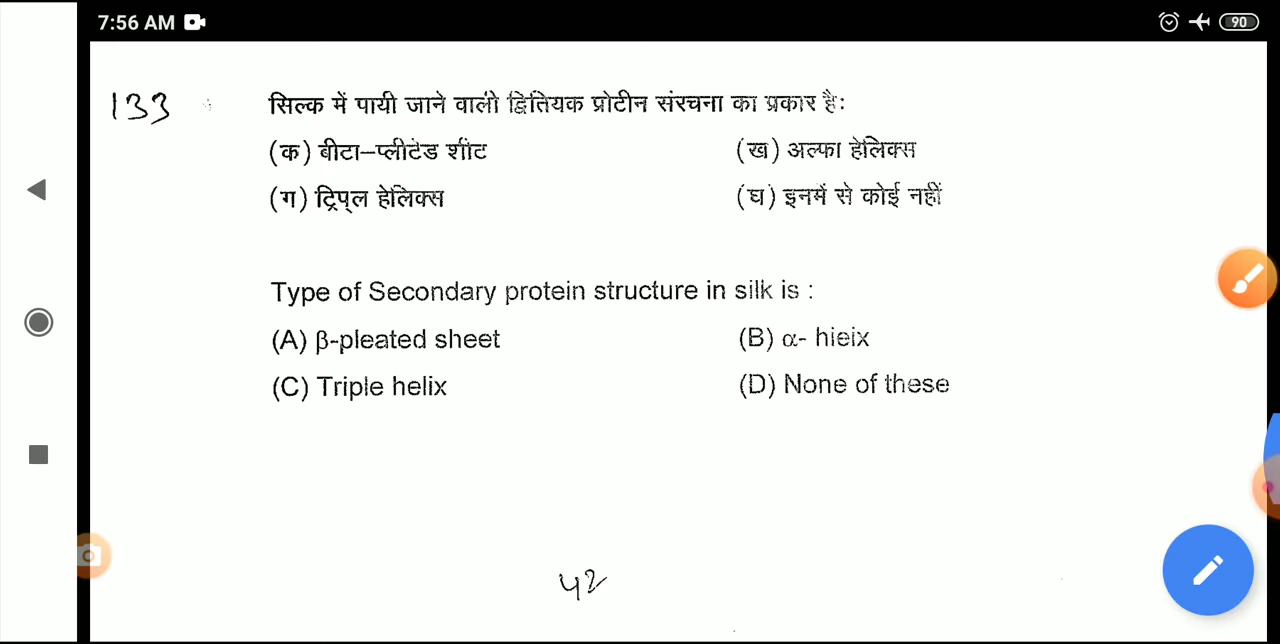 7:56 AM
90
133
सिल्क में पायी जाने वाली द्वितियक प्रोटीन संरचना का प्रकार है:
(क) बीटा–प्लीटेड शीट (ख) अल्फा हेलिक्स
(ग) ट्रिप्ल हेलिक्स (घ) इनमें से कोई नहीं
Type of Secondary protein structure in silk is :
(A) β-pleated sheet (B) α- hieix
(C) Triple helix (D) None of these
42